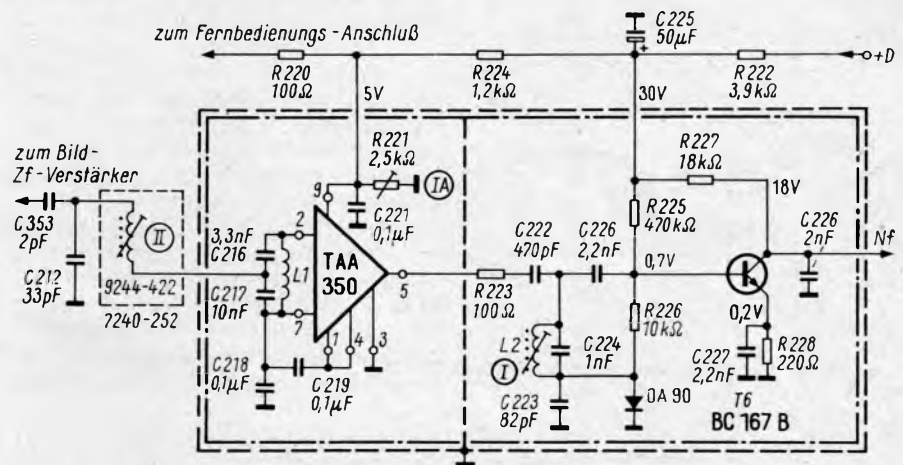 zum Fernbedienungs-Anschluß
C225
50µF
+
R220
100Ω
R224
1,2kΩ
R222
3,9kΩ
+D
5V
30V
zum Bild-
Zf-Verstärker
R221
2,5kΩ
IA
R227
18kΩ
18V
9
C221
0,1µF
C353
2pF
II
3,3nF
C216
2
L1
TAA
350
C222
470pF
C226
2,2nF
R225
470kΩ
C226
2nF
Nf
0,7V
5
C212
33pF
9244-422
7240-252
C217
10nF
7
R223
100Ω
R226
10kΩ
0,2V
1
4
3
L2
I
C224
1nF
C227
2,2nF
R228
220Ω
C218
0,1µF
C219
0,1µF
C223
82pF
OA 90
T6
BC 167 B